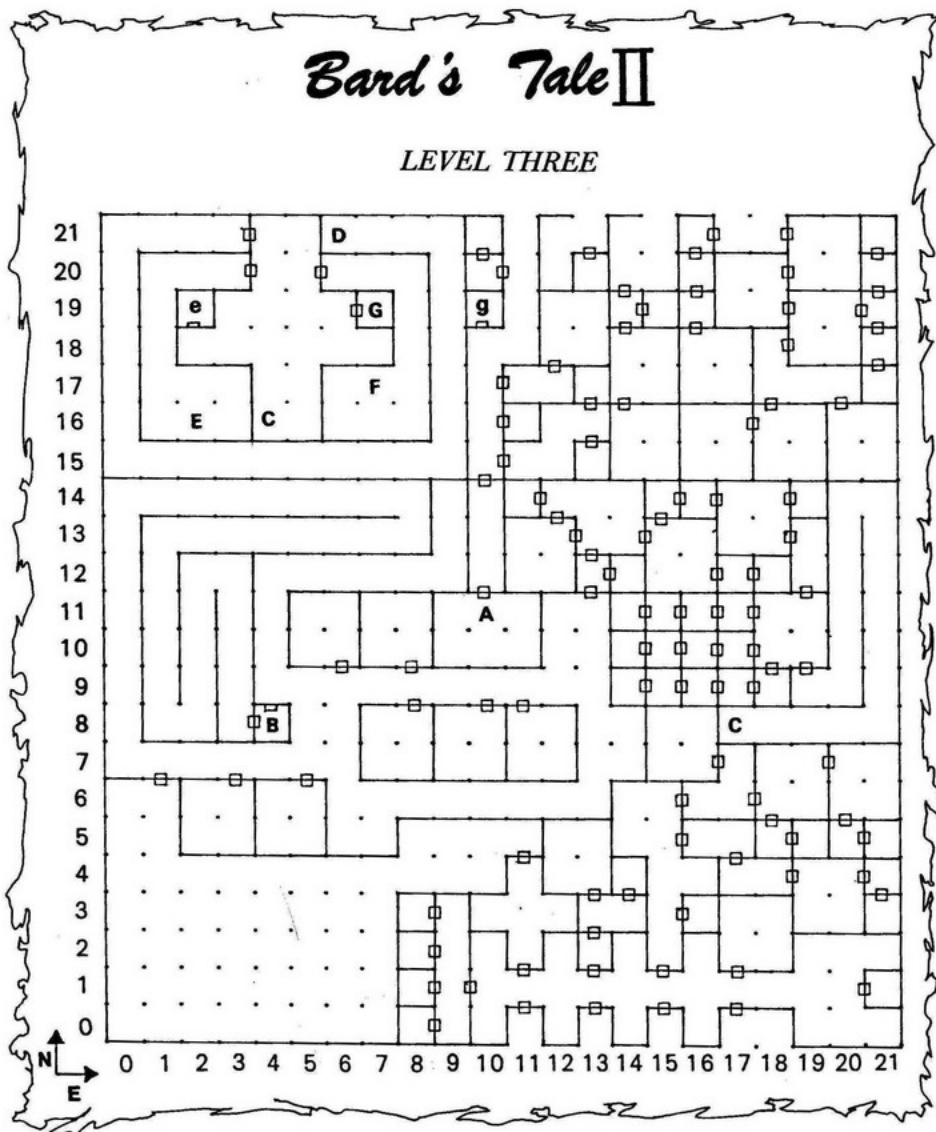 Bard's Tale II
LEVEL THREE
21 D
20
19 e G g
18
17 F
16 E C
15
14
13
12
11 A
10
9
8 B C
7
6
5
4
3
2
1
0
N
0 1 2 3 4 5 6 7 8 9 10 11 12 13 14 15 16 17 18 19 20 21
E